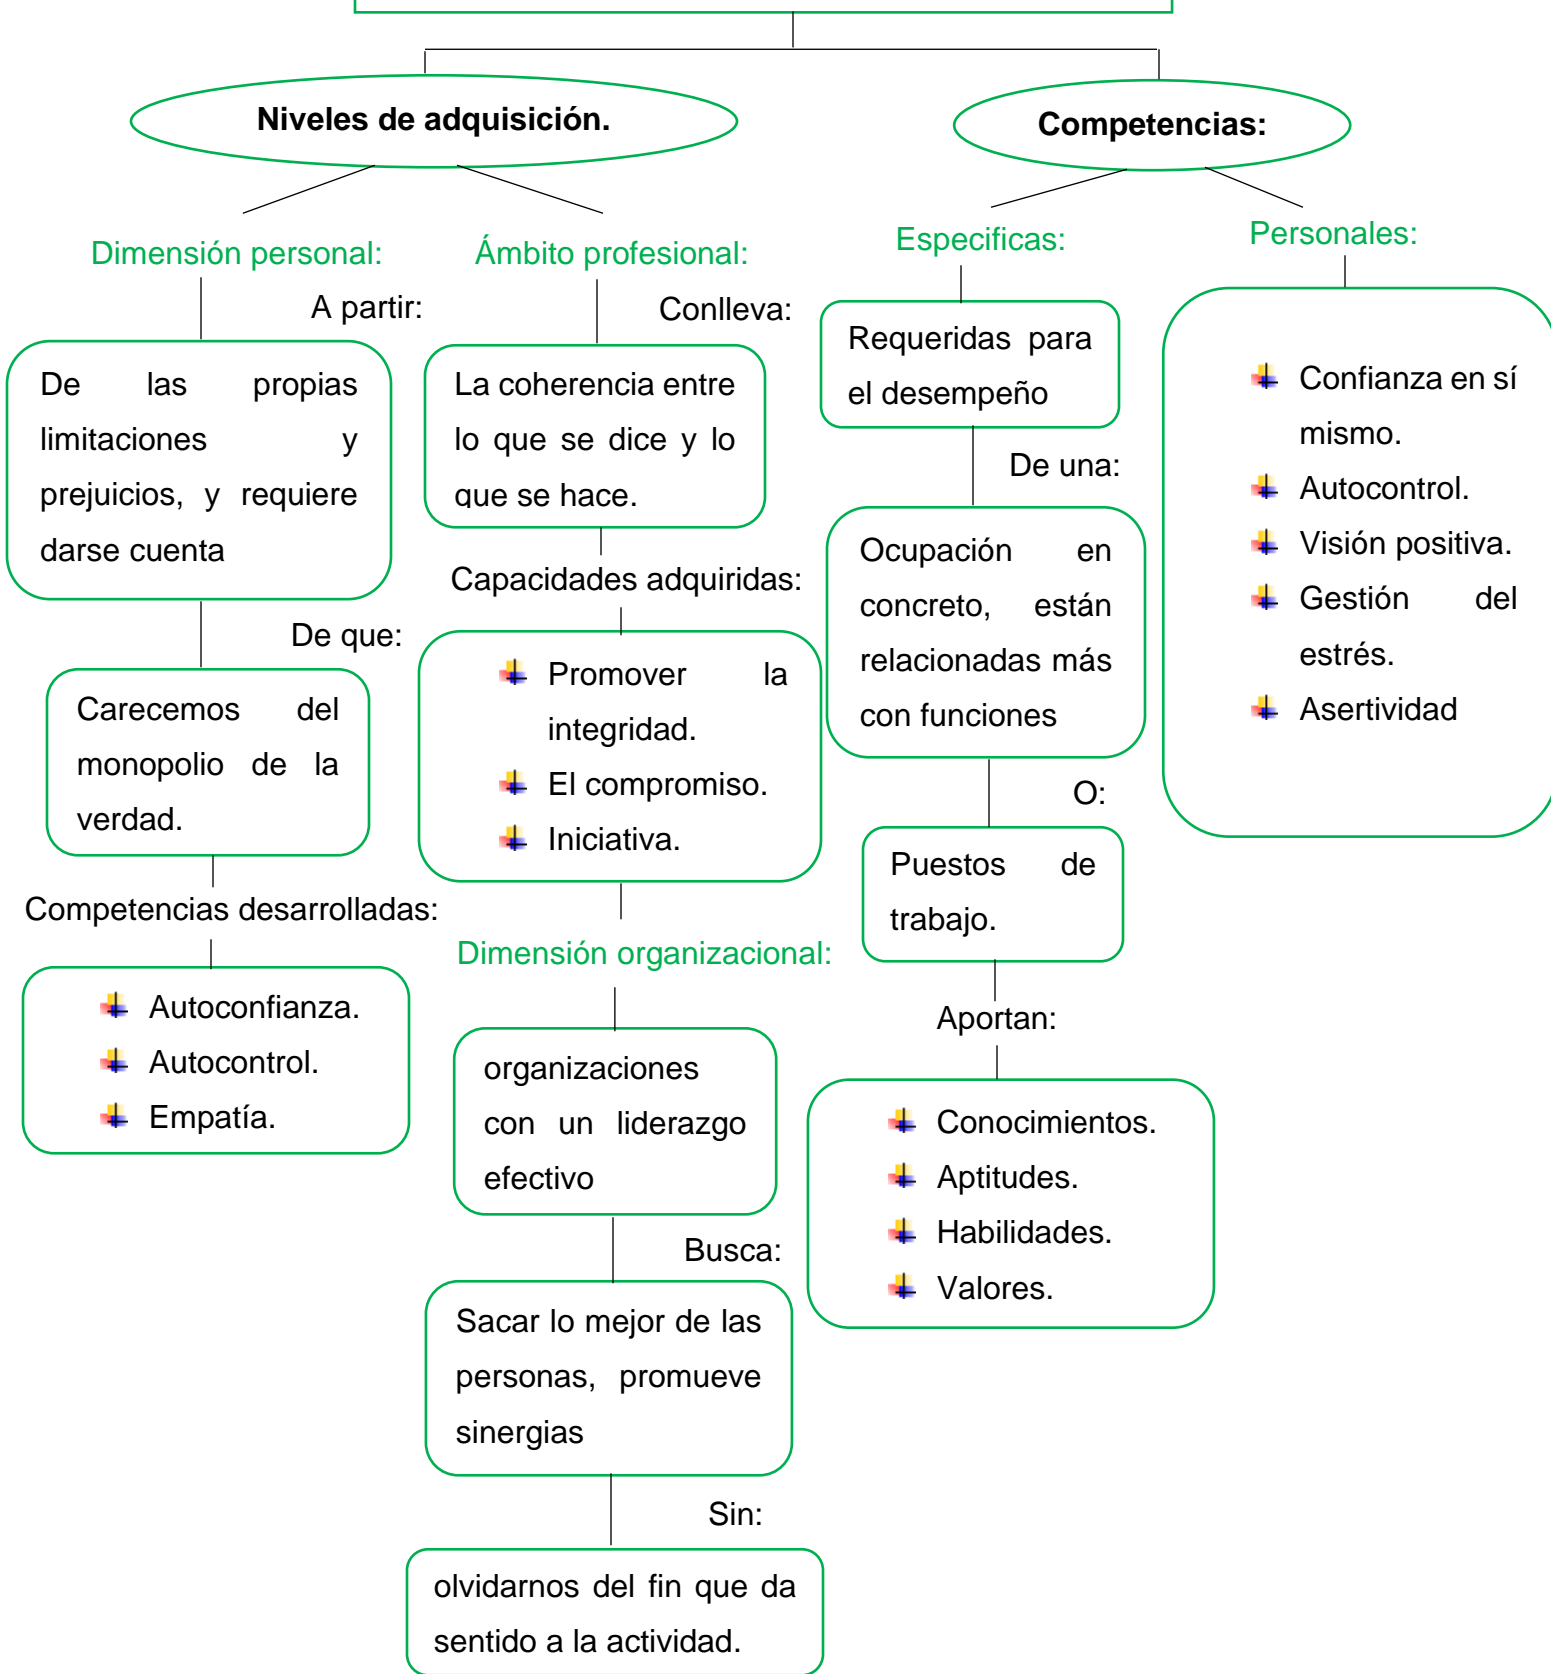 Niveles de adquisición.
Dimensión personal:
A partir:
De las propias
limitaciones y
prejuicios, y requiere
darse cuenta
De que:
Carecemos del
monopolio de la
verdad.
Competencias desarrolladas:
Autoconfianza.
Autocontrol.
Empatía.
Ámbito profesional:
Conlleva:
La coherencia entre
lo que se dice y lo
que se hace.
Capacidades adquiridas:
Promover la
integridad.
El compromiso.
Iniciativa.
Dimensión organizacional:
organizaciones
con un liderazgo
efectivo
Busca:
Sacar lo mejor de las
personas, promueve
sinergias
Sin:
olvidarnos del fin que da
sentido a la actividad.
Competencias:
Especificas:
Requeridas para
el desempeño
De una:
Ocupación en
concreto, están
relacionadas más
con funciones
O:
Puestos de
trabajo.
Aportan:
Conocimientos.
Aptitudes.
Habilidades.
Valores.
Personales:
Confianza en sí
mismo.
Autocontrol.
Visión positiva.
Gestión del
estrés.
Asertividad